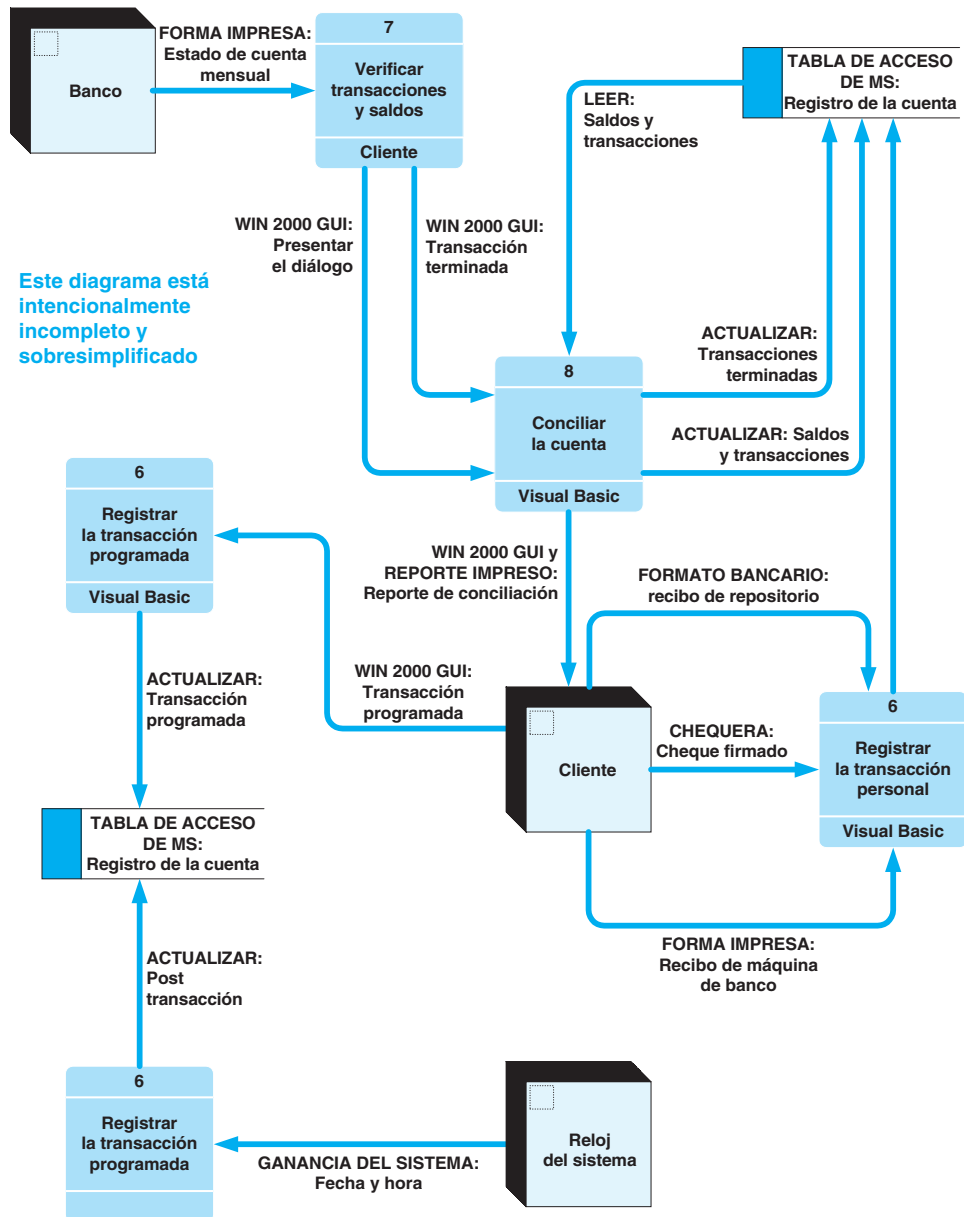 FORMA IMPRESA:
Estado de cuenta
mensual
Banco
7
Verificar
transacciones
y saldos
Cliente
TABLA DE ACCESO
DE MS:
Registro de la cuenta
LEER:
Saldos y
transacciones
WIN 2000 GUI:
Presentar
el diálogo
WIN 2000 GUI:
Transacción
terminada
Este diagrama está
intencionalmente
incompleto y
sobresimplificado
ACTUALIZAR:
Transacciones
terminadas
8
Conciliar
la cuenta
Visual Basic
ACTUALIZAR: Saldos
y transacciones
6
Registrar
la transacción
programada
Visual Basic
WIN 2000 GUI y
REPORTE IMPRESO:
Reporte de conciliación
FORMATO BANCARIO:
recibo de repositorio
ACTUALIZAR:
Transacción
programada
WIN 2000 GUI:
Transacción
programada
Cliente
CHEQUERA:
Cheque firmado
6
Registrar
la transacción
personal
Visual Basic
TABLA DE ACCESO
DE MS:
Registro de la cuenta
FORMA IMPRESA:
Recibo de máquina
de banco
ACTUALIZAR:
Post
transacción
6
Registrar
la transacción
programada
GANANCIA DEL SISTEMA:
Fecha y hora
Reloj
del sistema